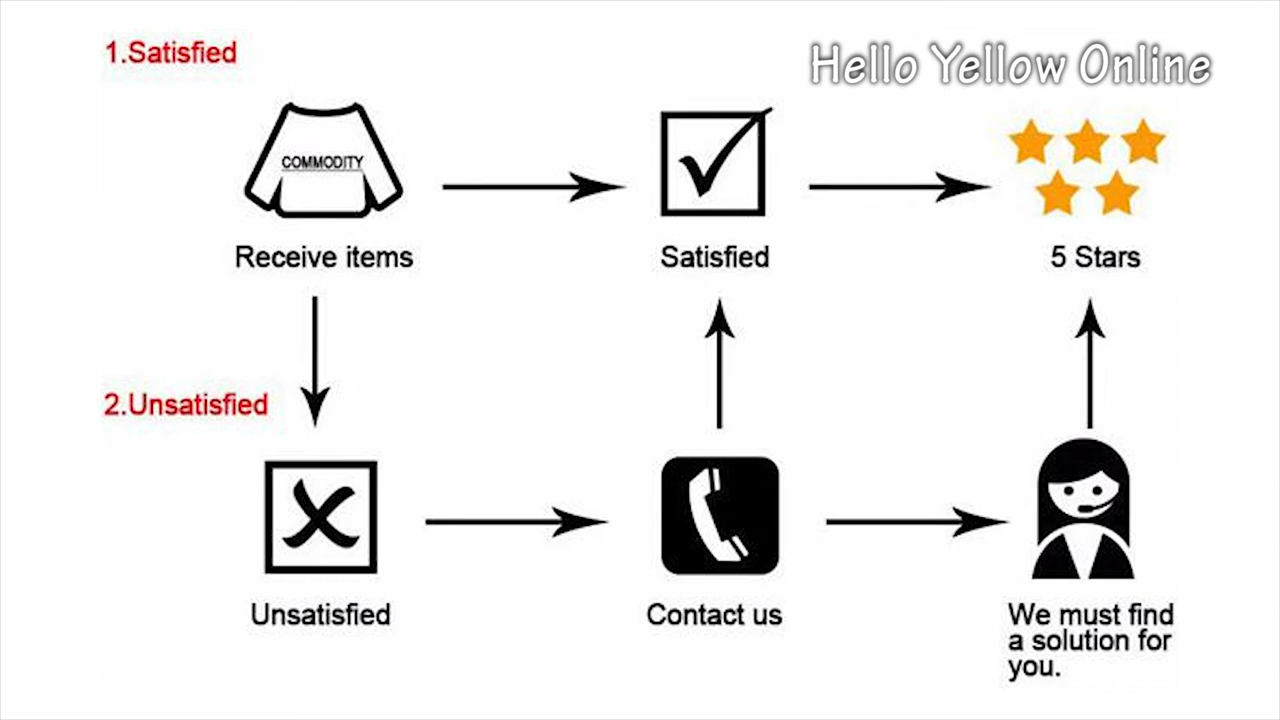 1.Satisfied
Hello Yellow Online
COMMODITY
Receive items
Satisfied
5 Stars
2.Unsatisfied
Unsatisfied
Contact us
We must find
a solution for
you.